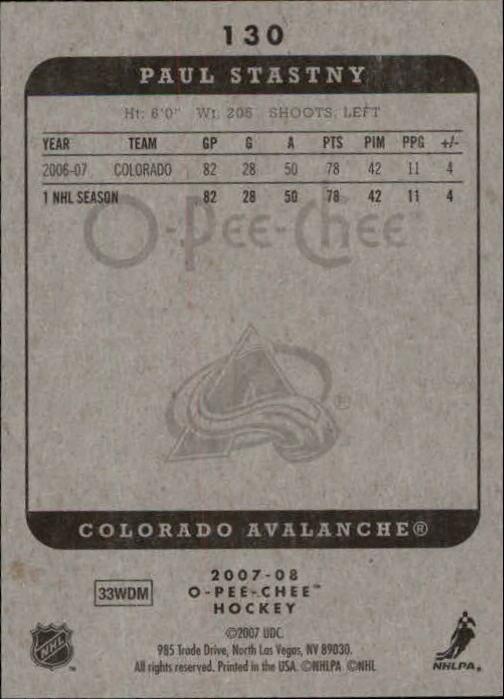 130
PAUL STASTNY
Ht: 6'0" Wt: 205 SHOOTS: LEFT
YEAR TEAM GP G A PTS PIM PPG +/-
2006-07 COLORADO 82 28 50 78 42 11 4
1 NHL SEASON 82 28 50 78 42 11 4
O-Pee-Chee
A ®
COLORADO AVALANCHE®
2007-08
33WDM O-PEE-CHEE™
HOCKEY
©2007 UDC.
985 Trade Drive, North Las Vegas, NV 89030.
All rights reserved. Printed in the USA. ©NHLPA ©NHL
NHL ™
NHLPA®